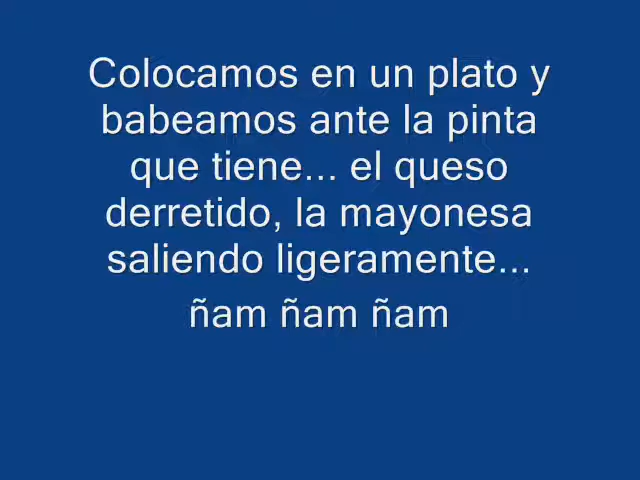 Colocamos en un plato y
babeamos ante la pinta
que tiene... el queso
derretido, la mayonesa
saliendo ligeramente...
ñam ñam ñam